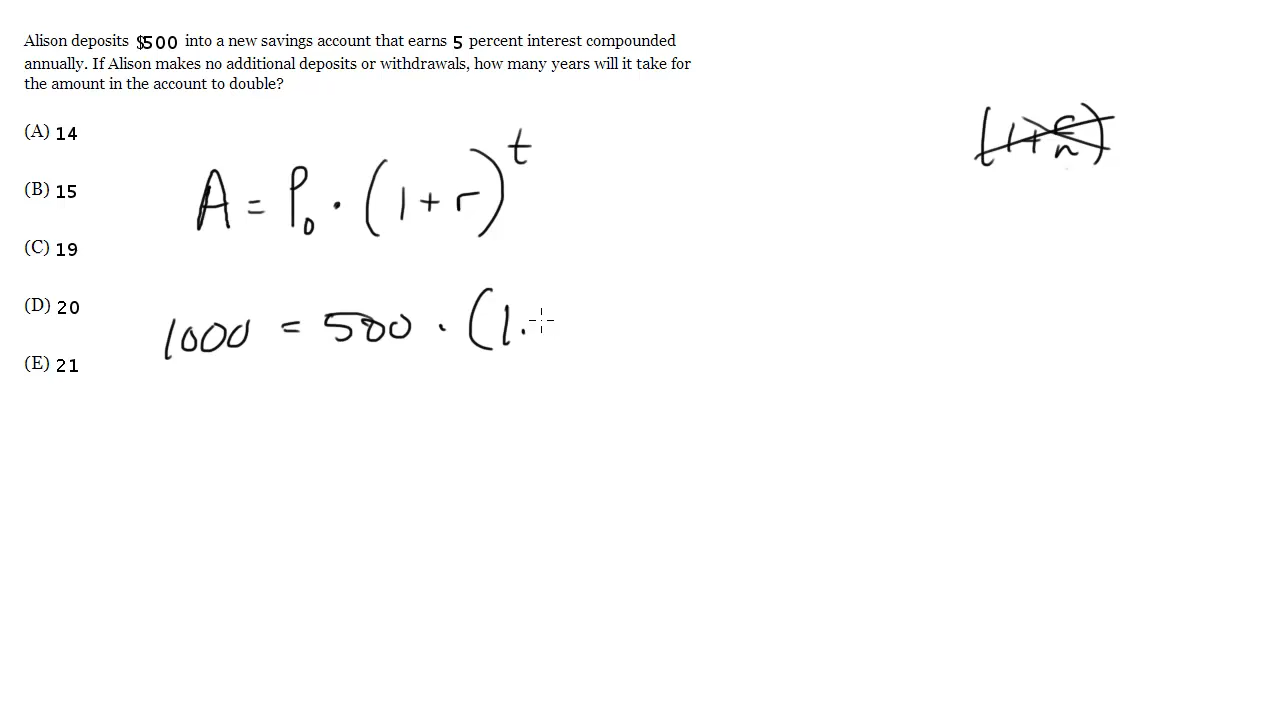 Alison deposits $500 into a new savings account that earns 5 percent interest compounded
annually. If Alison makes no additional deposits or withdrawals, how many years will it take for
the amount in the account to double?
(A) 14
(B) 15
(C) 19
(D) 20
(E) 21
A = P₀ · (1 + r)^t
1000 = 500 · (1.
(1+r/n)